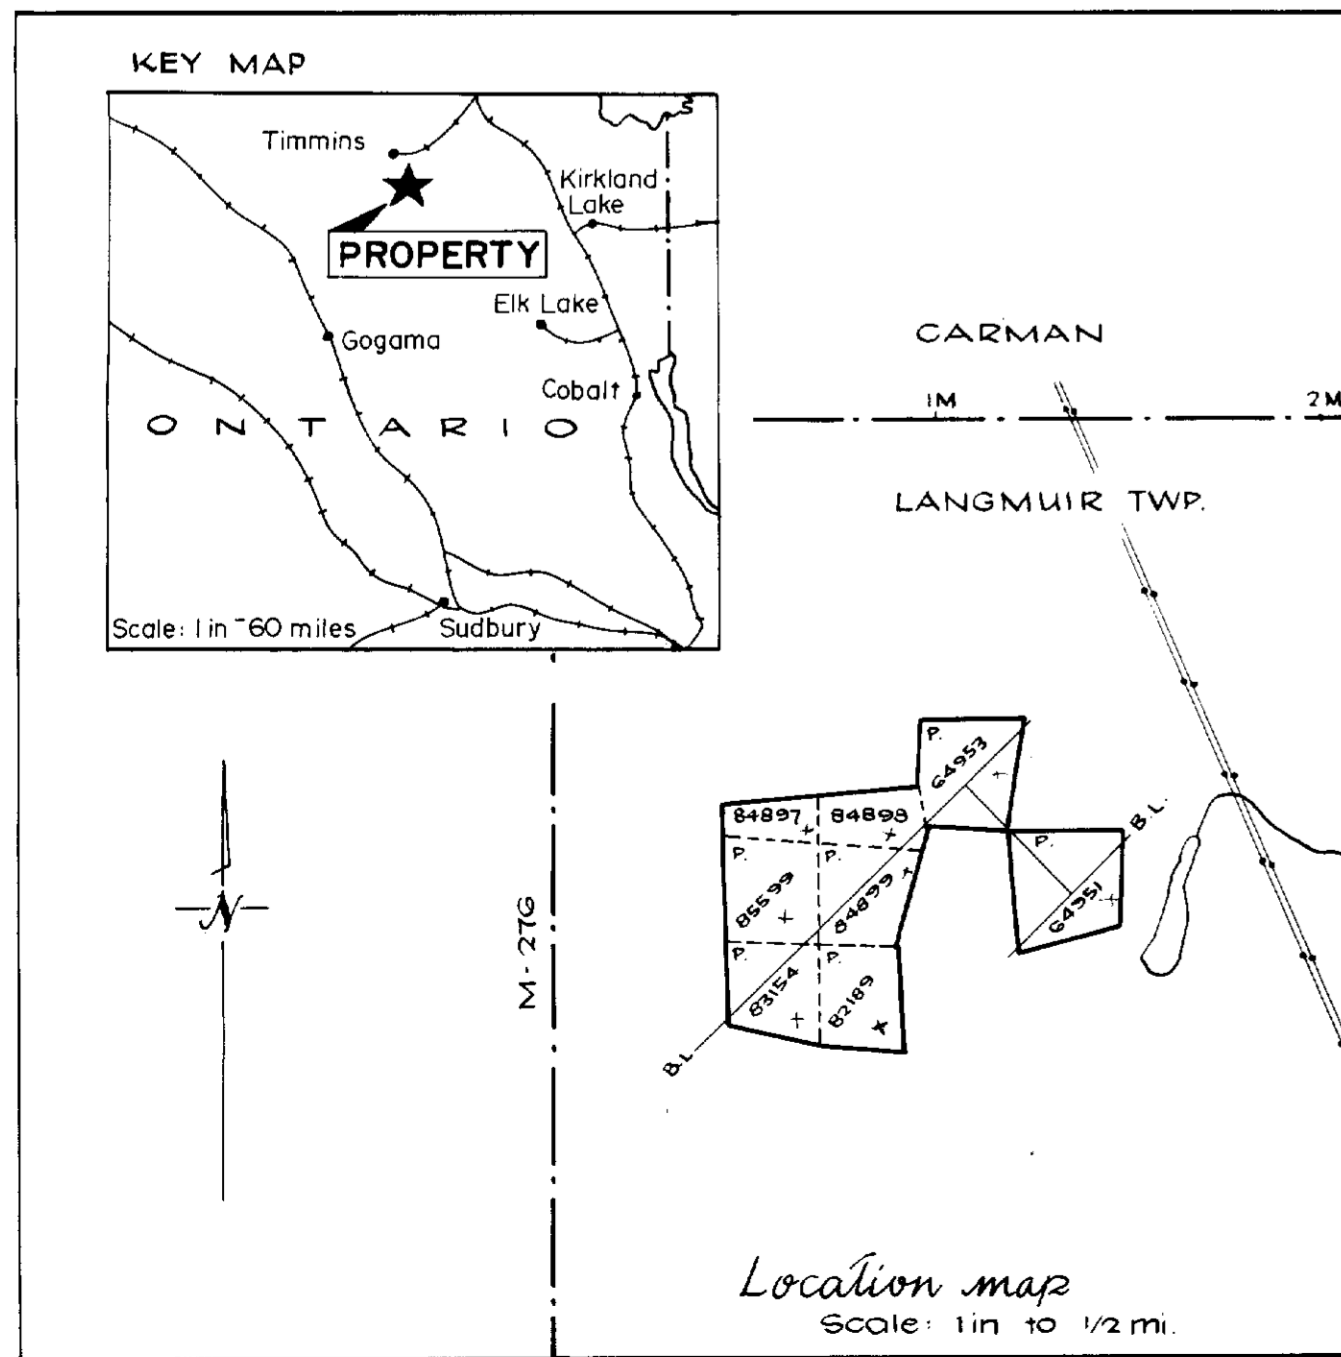 KEY MAP
Timmins
Kirkland
Lake
PROPERTY
Elk Lake
Gogama
Cobalt
ONTARIO
Scale: 1 in - 60 miles
Sudbury
CARMAN
1M
2M
LANGMUIR TWP.
P.
64953
84897
84898
B.L.
P.
P.
P.
85599
84899
64951
P.
P.
83154
82189
M-276
N
B.L.
Location map
Scale: 1 in to 1/2 mi.